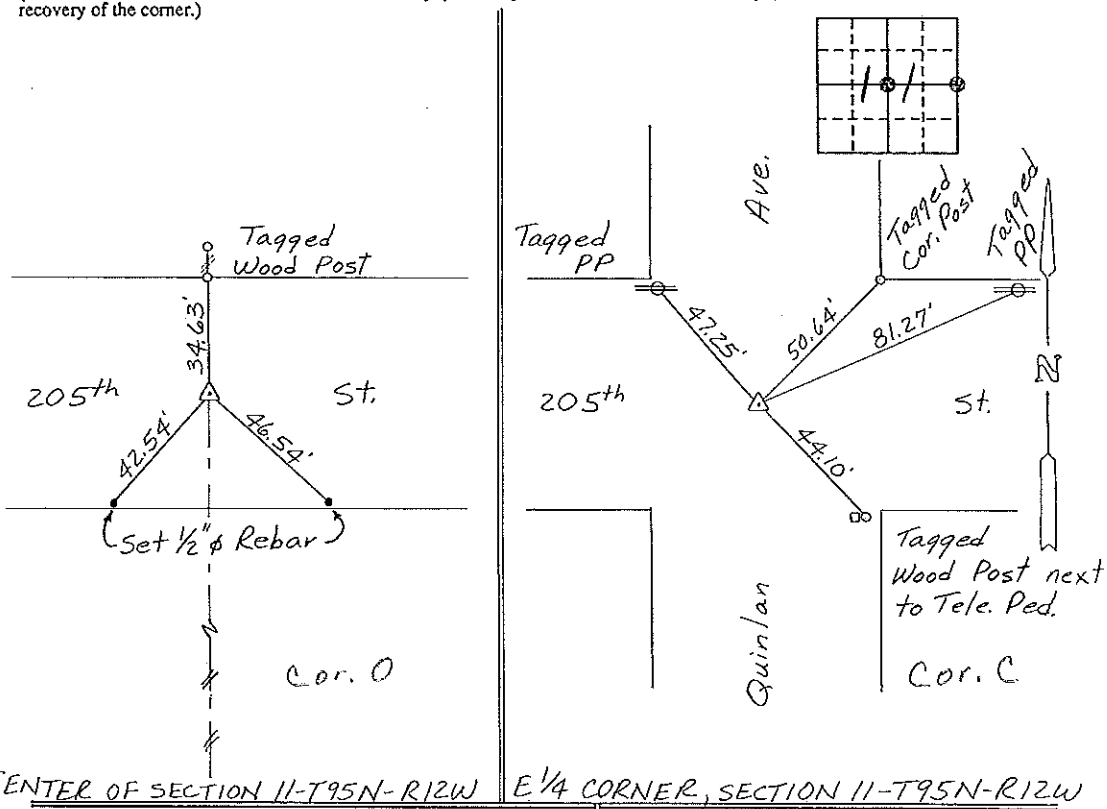 recovery of the corner.)
Tagged
Wood Post
34.63'
205th
St.
42.54'
46.54'
Set 1/2" ø Rebar
Cor. O
CENTER OF SECTION 11-T95N-R12W
11
Ave.
Tagged
PP
Tagged
Cor. Post
Tagged
PP
47.25'
50.64'
81.27'
N
205th
St.
44.10'
Tagged
Wood Post next
to Tele. Ped.
Quinlan
Cor. C
E 1/4 CORNER, SECTION 11-T95N-R12W